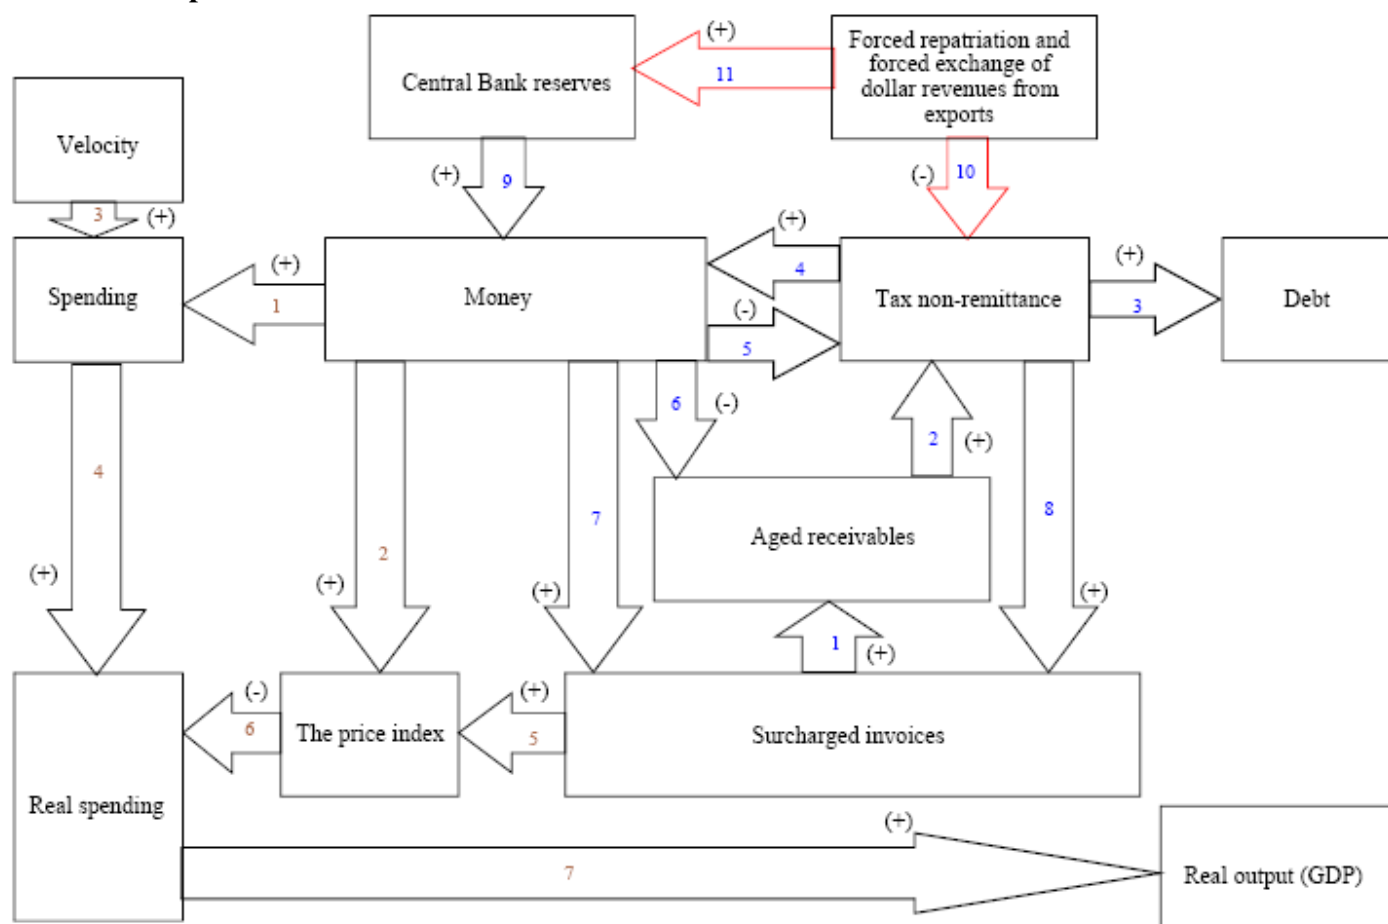 (+)
Forced repatriation and
forced exchange of
dollar revenues from
exports
Central Bank reserves
11
Velocity
(+)
9
(-)
10
3
(+)
(+)
(+)
(+)
4
Spending
1
Money
(-)
5
Tax non-remittance
3
Debt
6
(-)
2
(+)
4
7
8
2
Aged receivables
(+)
(+)
(+)
(+)
1
(+)
(-)
6
The price index
(+)
5
Surcharged invoices
Real spending
(+)
7
Real output (GDP)